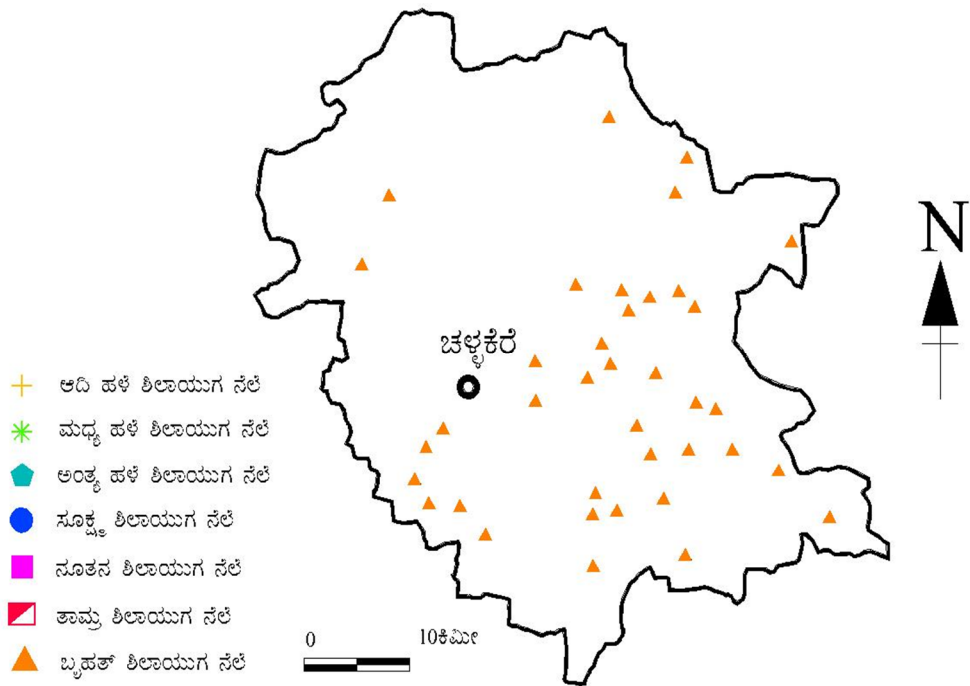 N
ಚಳ್ಳಕೆರೆ
ಆದಿ ಹಳೆ ಶಿಲಾಯುಗ ನೆಲೆ
ಮಧ್ಯ ಹಳೆ ಶಿಲಾಯುಗ ನೆಲೆ
ಅಂತ್ಯ ಹಳೆ ಶಿಲಾಯುಗ ನೆಲೆ
ಸೂಕ್ಷ್ಮ ಶಿಲಾಯುಗ ನೆಲೆ
ನೂತನ ಶಿಲಾಯುಗ ನೆಲೆ
ತಾಮ್ರ ಶಿಲಾಯುಗ ನೆಲೆ
ಬೃಹತ್ ಶಿಲಾಯುಗ ನೆಲೆ
0 10ಕಿಮೀ